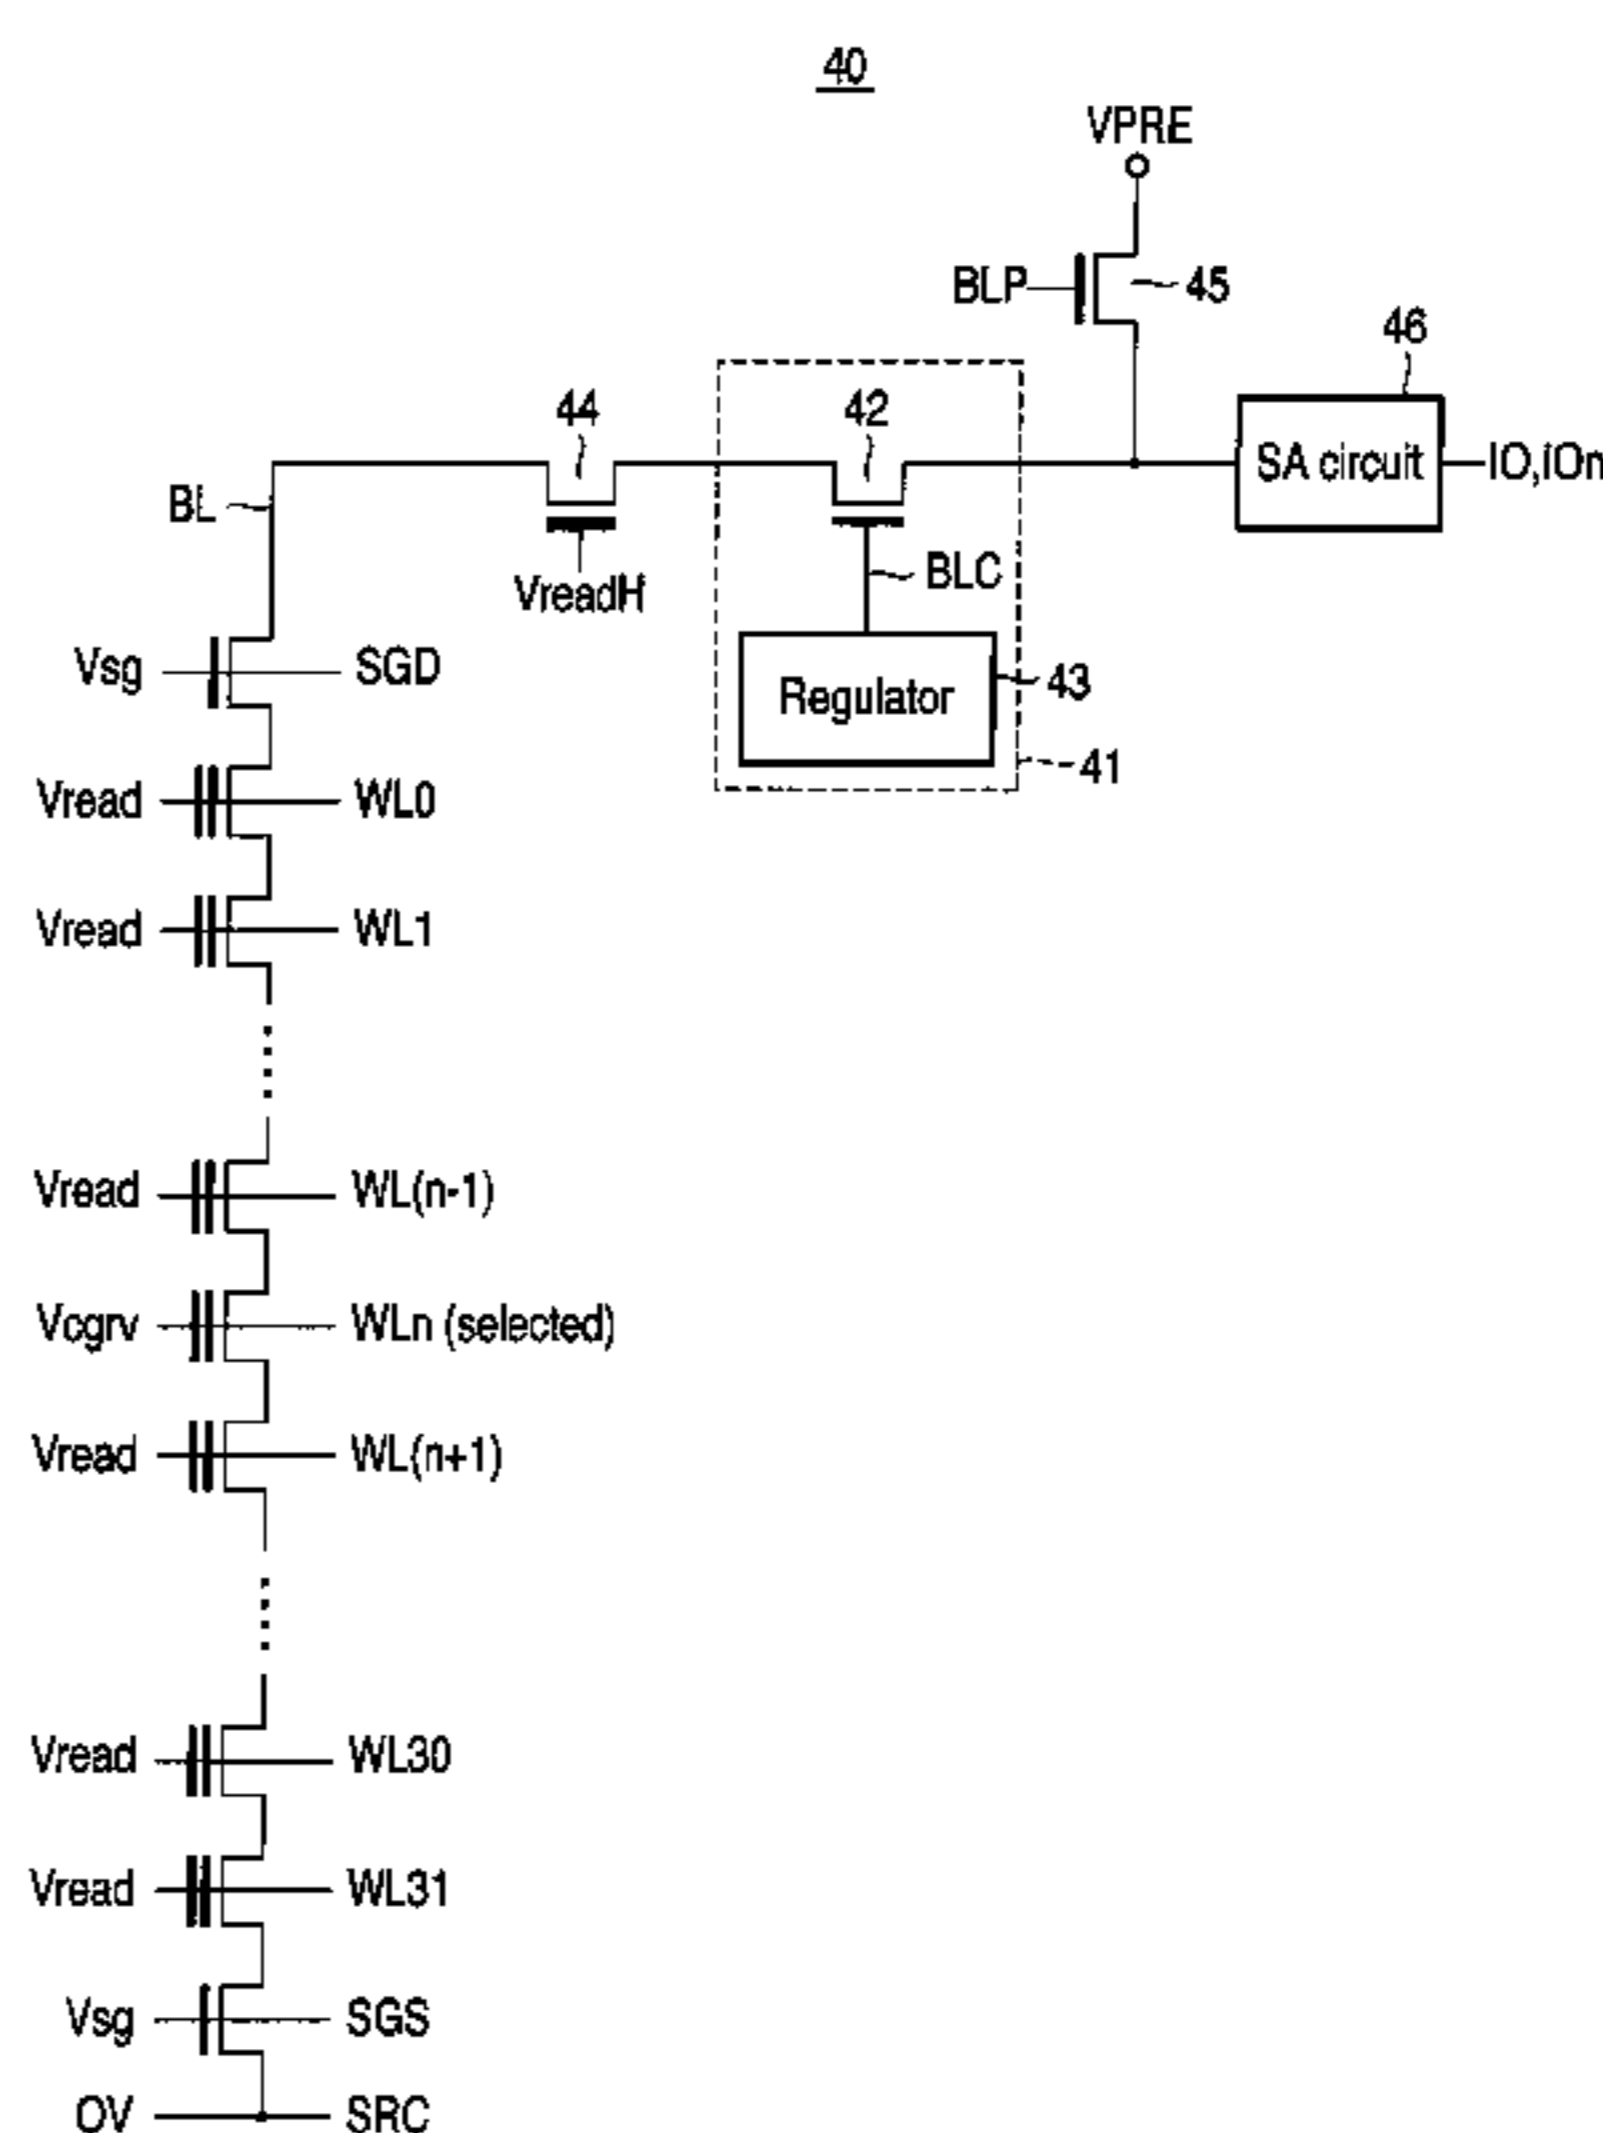 40
VPRE
BLP
45
46
44
42
SA circuit
IO,IOn
BL
BLC
VreadH
Vsg SGD
Regulator
43
41
Vread WL0
Vread WL1
Vread WL(n-1)
Vcgrv WLn (selected)
Vread WL(n+1)
Vread WL30
Vread WL31
Vsg SGS
0V SRC